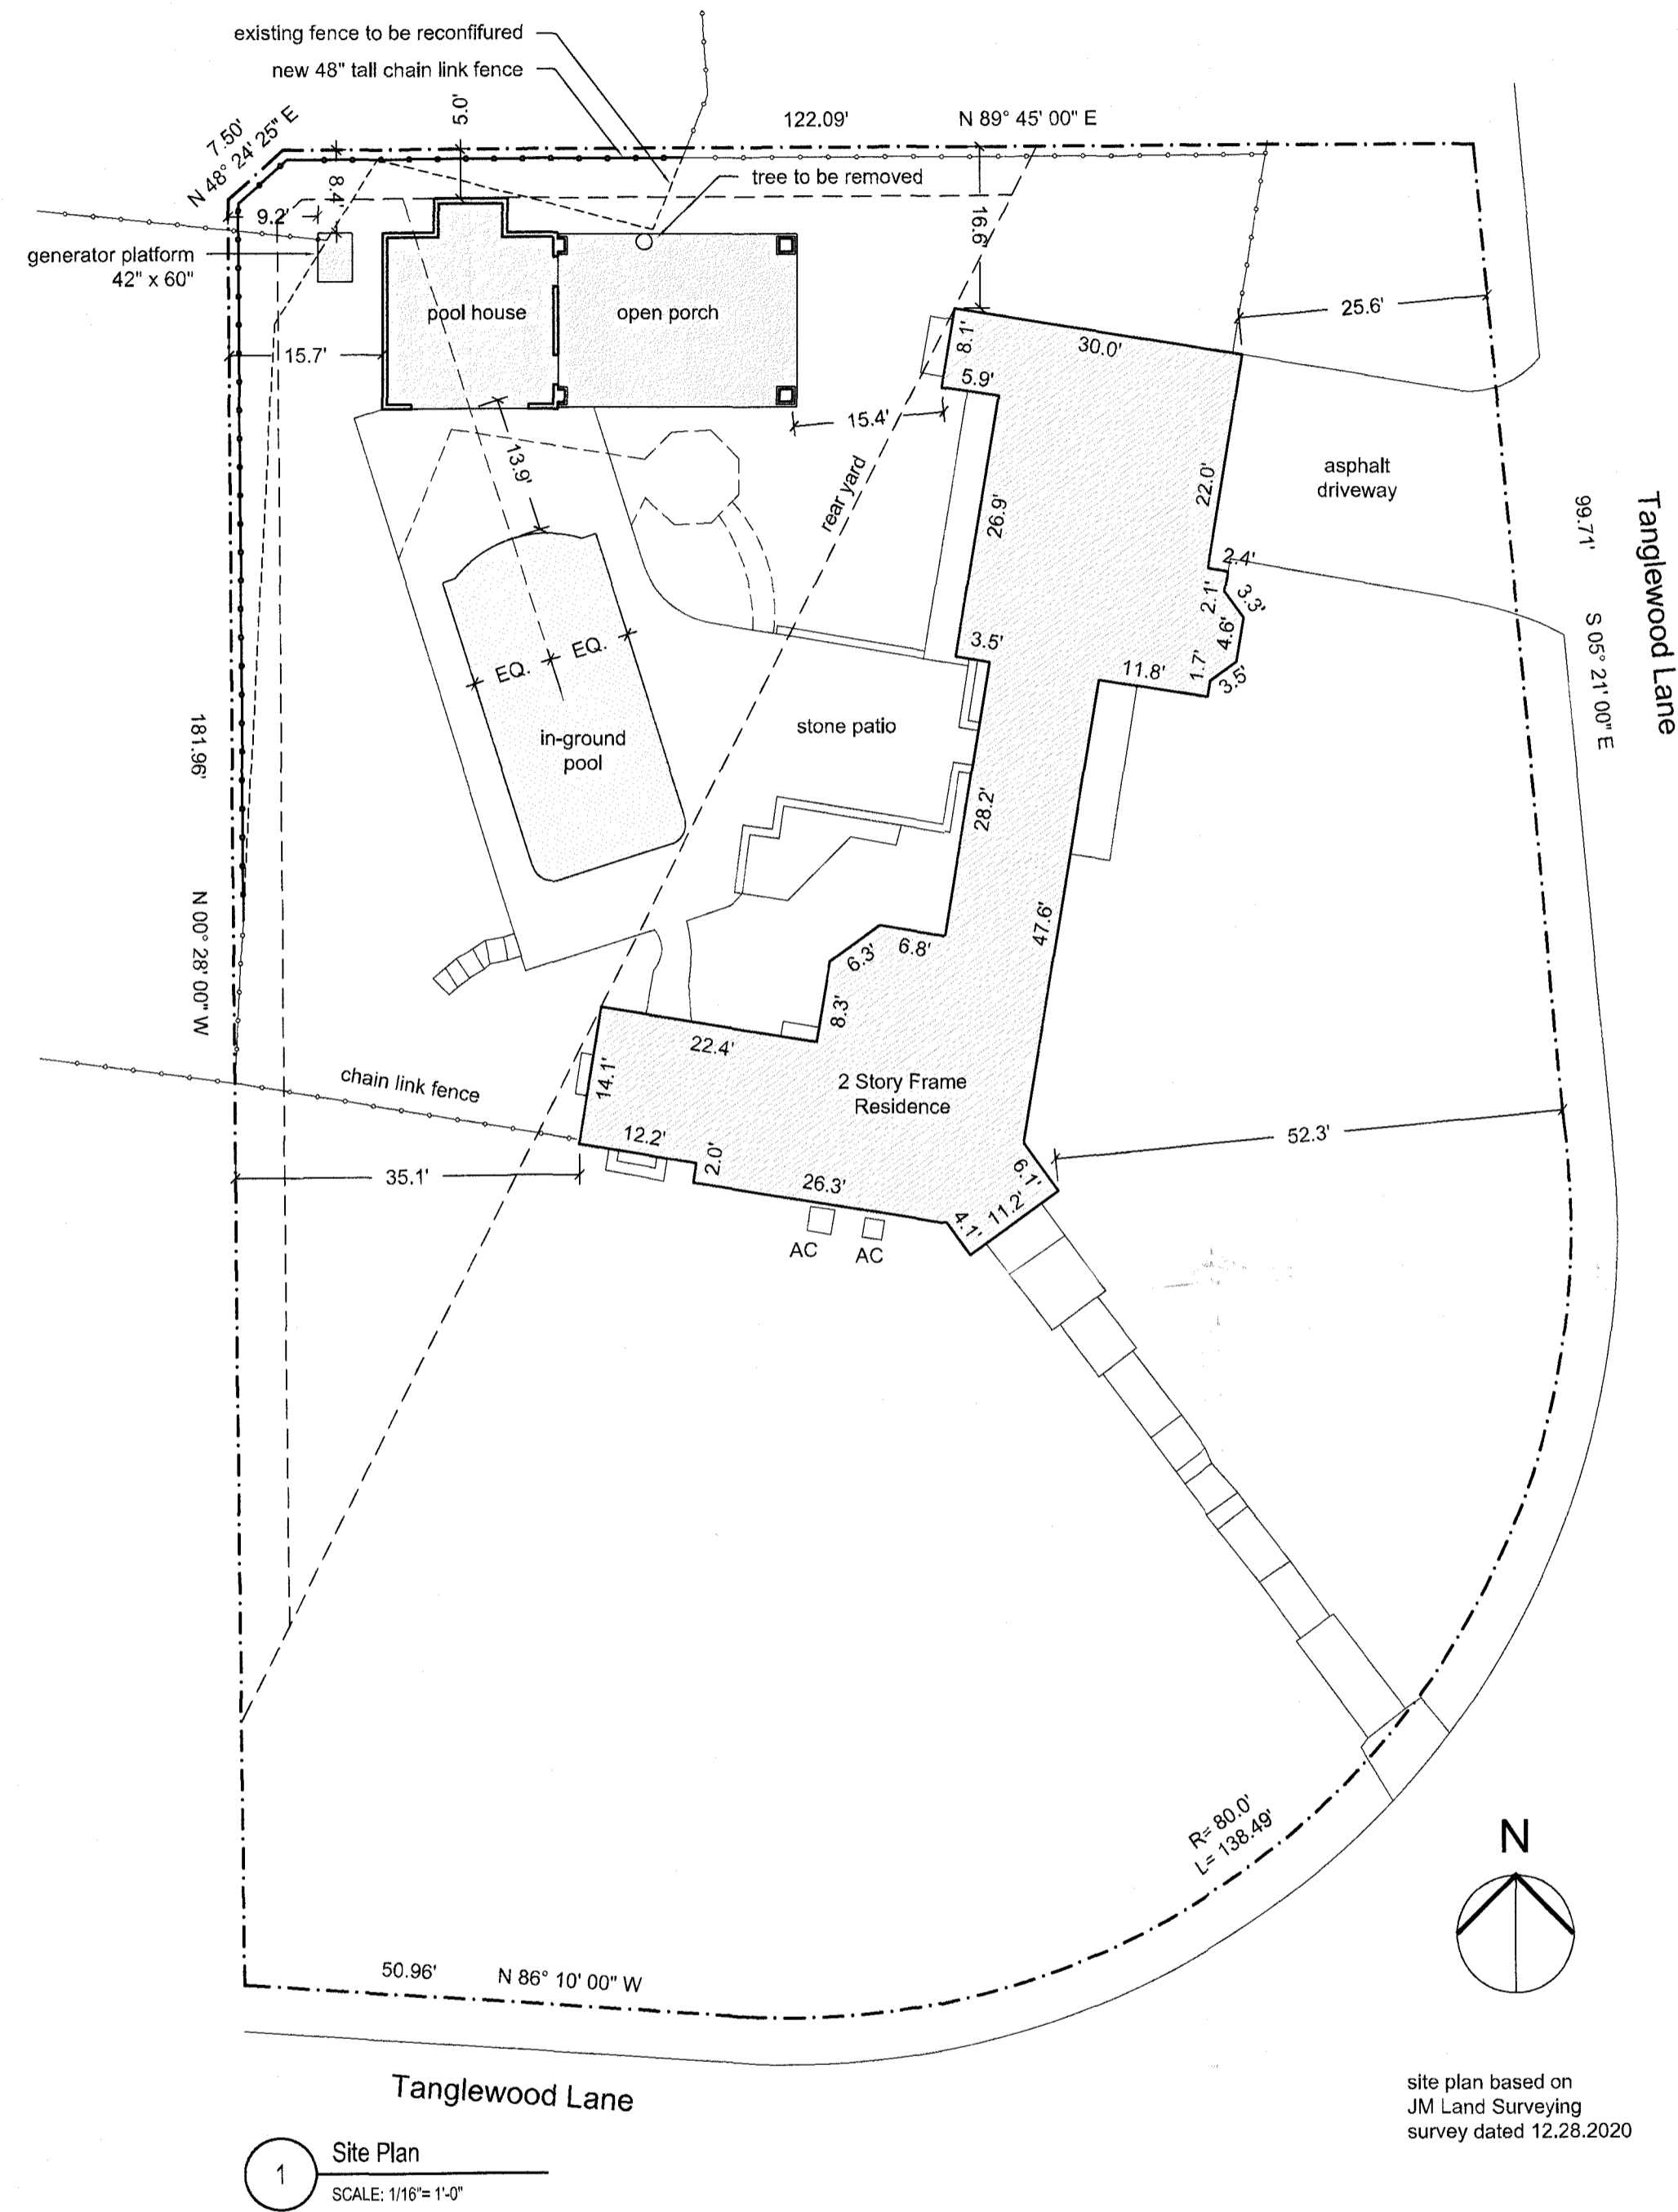 existing fence to be reconfifured
new 48" tall chain link fence
5.0'
122.09'
N 89° 45' 00" E
7.50'
N 48° 24' 25" E
8.4'
9.2'
tree to be removed
16.6'
generator platform
42" x 60"
pool house
open porch
25.6'
15.7'
8.1'
30.0'
5.9'
15.4'
13.9'
rear yard
26.9'
22.0'
asphalt
driveway
99.71'
S 05° 21' 00" E
Tanglewood Lane
2.4'
2.1'
3.3'
4.6'
1.7'
3.5'
11.8'
3.5'
EQ.
EQ.
in-ground
pool
stone patio
181.96'
N 00° 28' 00" W
28.2'
47.6'
6.8'
6.3'
8.3'
22.4'
14.1'
chain link fence
2 Story Frame
Residence
12.2'
2.0'
26.3'
35.1'
52.3'
6.1'
11.2'
4.1'
AC
AC
R= 80.0'
L= 138.49'
N
50.96'
N 86° 10' 00" W
Tanglewood Lane
site plan based on
JM Land Surveying
survey dated 12.28.2020
1
Site Plan
SCALE: 1/16"= 1'-0"